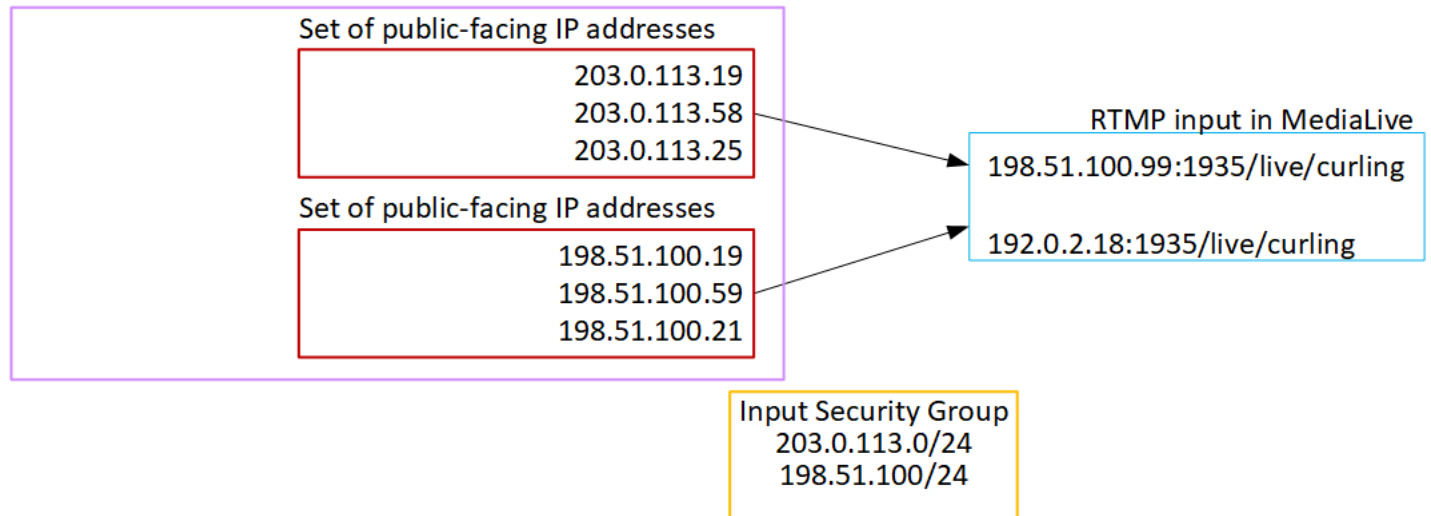 Set of public-facing IP addresses
203.0.113.19
203.0.113.58
203.0.113.25
RTMP input in MediaLive
198.51.100.99:1935/live/curling
192.0.2.18:1935/live/curling
Set of public-facing IP addresses
198.51.100.19
198.51.100.59
198.51.100.21
Input Security Group
203.0.113.0/24
198.51.100/24